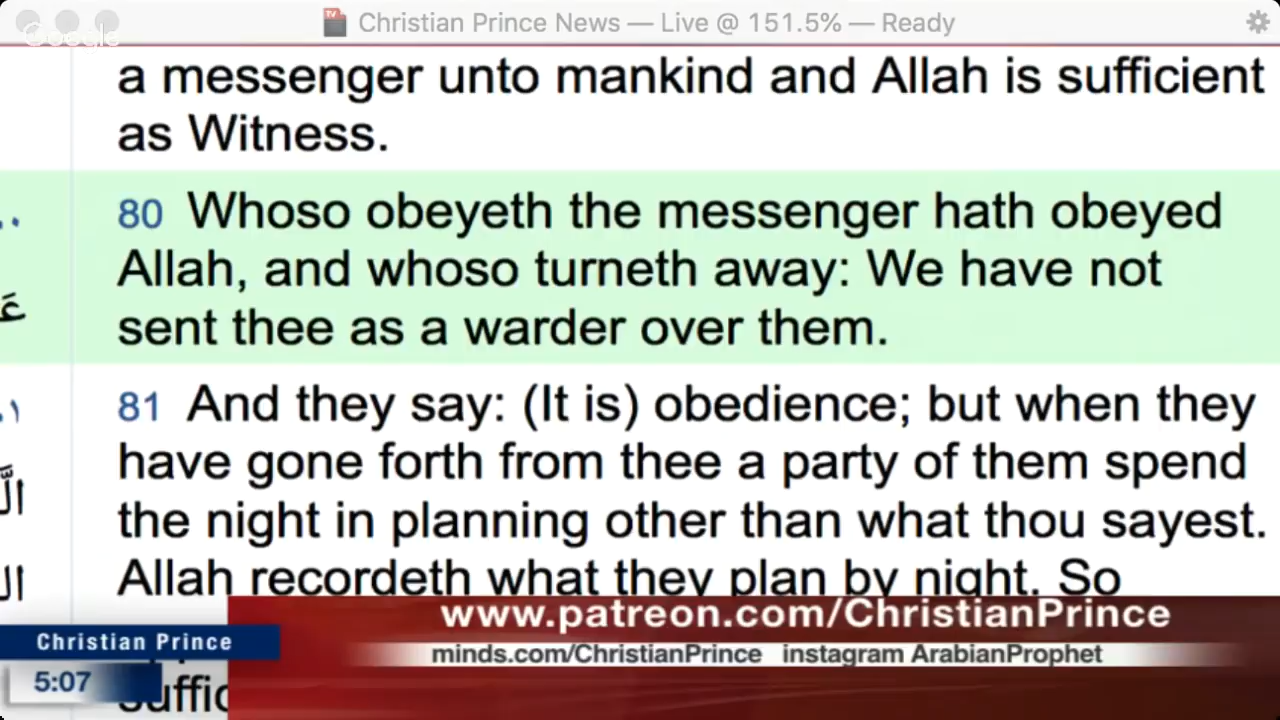 Christian Prince News — Live @ 151.5% — Ready
Google
a messenger unto mankind and Allah is sufficient
as Witness.
80 Whoso obeyeth the messenger hath obeyed
Allah, and whoso turneth away: We have not
sent thee as a warder over them.
81 And they say: (It is) obedience; but when they
have gone forth from thee a party of them spend
the night in planning other than what thou sayest.
Allah recordeth what they plan by night. So
www.patreon.com/ChristianPrince
Christian Prince
minds.com/ChristianPrince instagram ArabianProphet
5:07